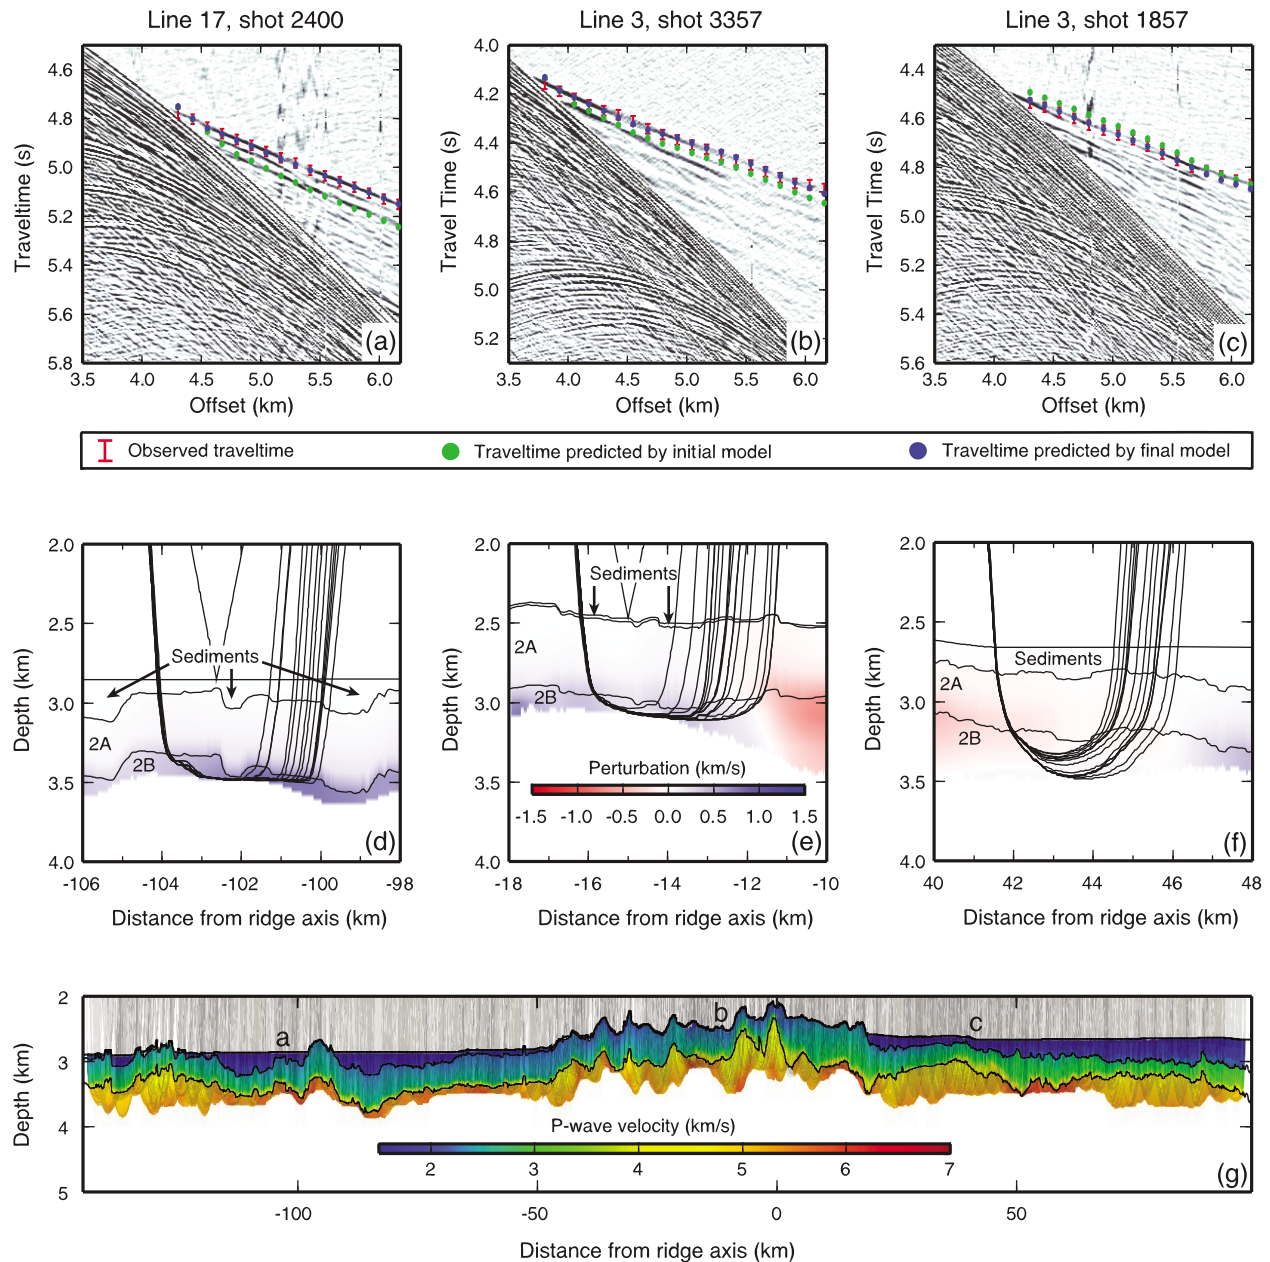 Line 17, shot 2400
Line 3, shot 3357
Line 3, shot 1857
4.6
4.8
5.0
5.2
5.4
5.6
5.8
Traveltime (s)
3.5 4.0 4.5 5.0 5.5 6.0
Offset (km)
(a)
4.0
4.2
4.4
4.6
4.8
5.0
5.2
Travel Time (s)
3.5 4.0 4.5 5.0 5.5 6.0
Offset (km)
(b)
4.4
4.6
4.8
5.0
5.2
5.4
5.6
Travel Time (s)
3.5 4.0 4.5 5.0 5.5 6.0
Offset (km)
(c)
Observed traveltime
Traveltime predicted by initial model
Traveltime predicted by final model
2.0
2.5
3.0
3.5
4.0
Depth (km)
Sediments
2A
2B
(d)
-106 -104 -102 -100 -98
Distance from ridge axis (km)
2.0
2.5
3.0
3.5
4.0
Depth (km)
Sediments
2A
2B
Perturbation (km/s)
-1.5 -1.0 -0.5 0.0 0.5 1.0 1.5
(e)
-18 -16 -14 -12 -10
Distance from ridge axis (km)
2.0
2.5
3.0
3.5
4.0
Depth (km)
Sediments
2A
2B
(f)
40 42 44 46 48
Distance from ridge axis (km)
2
3
4
5
Depth (km)
a
b
c
P-wave velocity (km/s)
2 3 4 5 6 7
(g)
-100 -50 0 50
Distance from ridge axis (km)